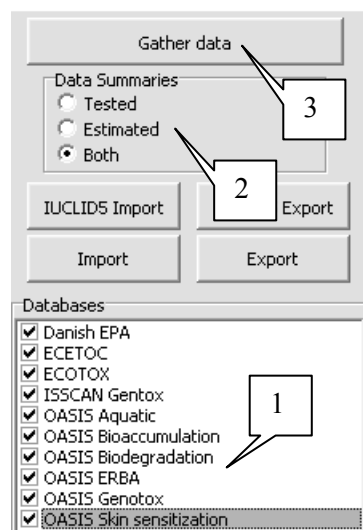 Gather data
Data Summaries
3
Tested
Estimated
2
Both
IUCLID5 Import
Export
Import
Export
Databases
Danish EPA
ECETOC
ECOTOX
ISSCAN Gentox
1
OASIS Aquatic
OASIS Bioaccumulation
OASIS Biodegradation
OASIS ERBA
OASIS Genotox
OASIS Skin sensitization